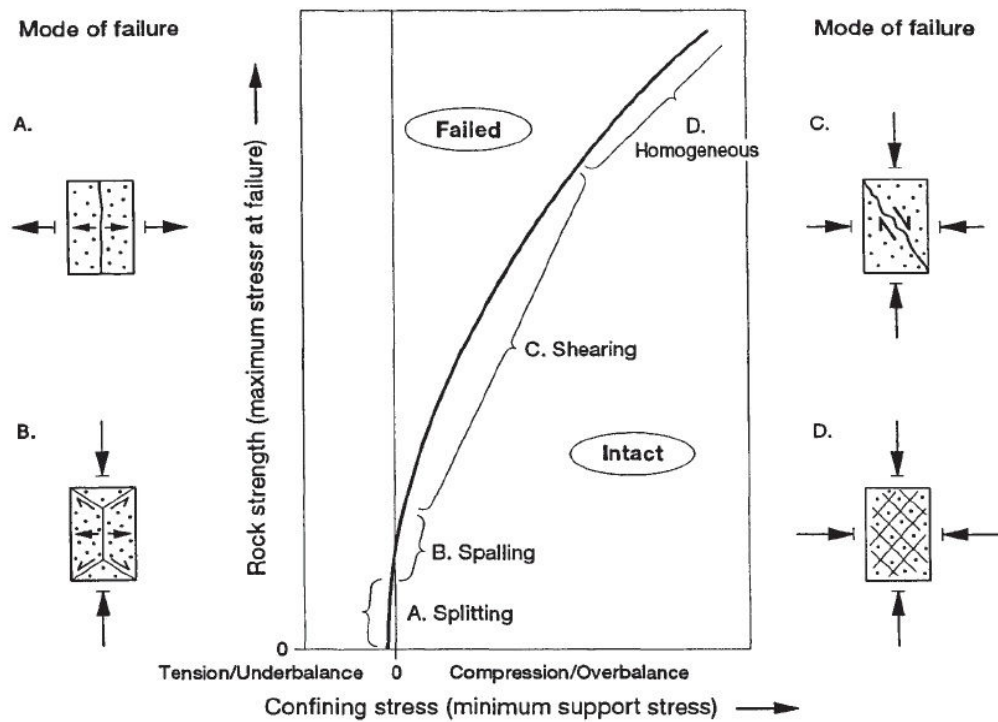 Mode of failure
A.
B.
Rock strength (maximum stressr at failure)
0
Failed
D.
Homogeneous
C. Shearing
Intact
B. Spalling
A. Splitting
Tension/Underbalance
0
Compression/Overbalance
Confining stress (minimum support stress)
Mode of failure
C.
D.